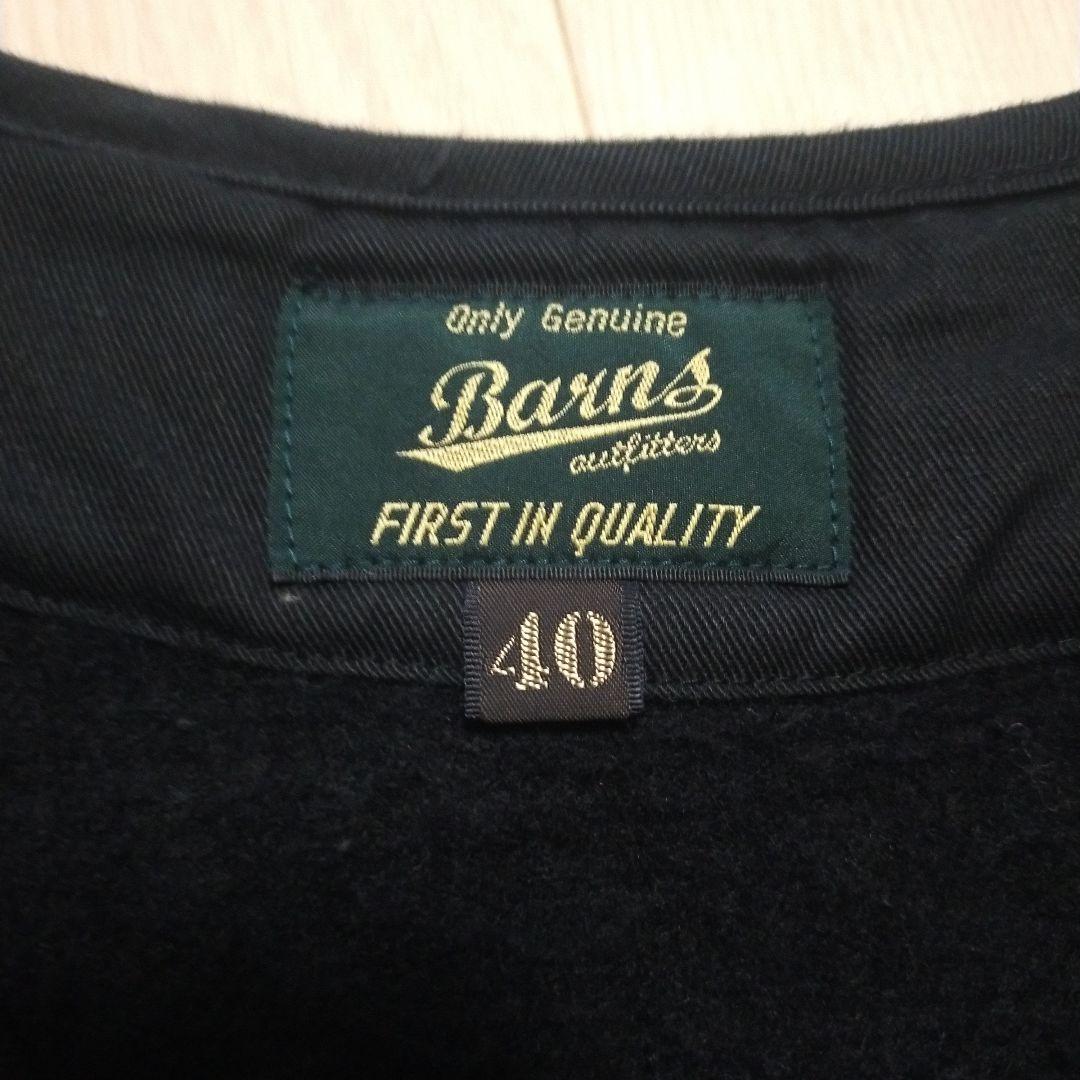 Only Genuine
Barns
outfitters
FIRST IN QUALITY
40